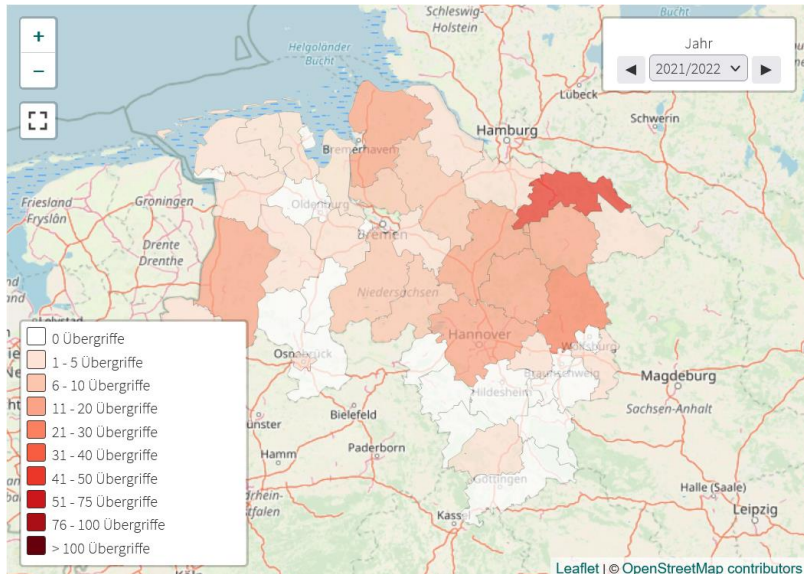 +
−
Jahr
◀ 2021/2022 ▶
Schleswig-
Holstein
Bucht
Helgoländer
Bucht
Lübeck
Schwerin
Hamburg
Bremerhaven
Friesland
Fryslân
Groningen
Oldenburg
Drente
Drenthe
Bremen
Niedersachsen
Lelystad
Hannover
Wolfsburg
Osnabrück
Braunschweig
Magdeburg
Hildesheim
Sachsen-Anhalt
Bielefeld
Hamm
Paderborn
Göttingen
Halle (Saale)
Kassel
Leipzig
0 Übergriffe
1 - 5 Übergriffe
6 - 10 Übergriffe
11 - 20 Übergriffe
21 - 30 Übergriffe
31 - 40 Übergriffe
41 - 50 Übergriffe
51 - 75 Übergriffe
76 - 100 Übergriffe
> 100 Übergriffe
Leaflet | © OpenStreetMap contributors